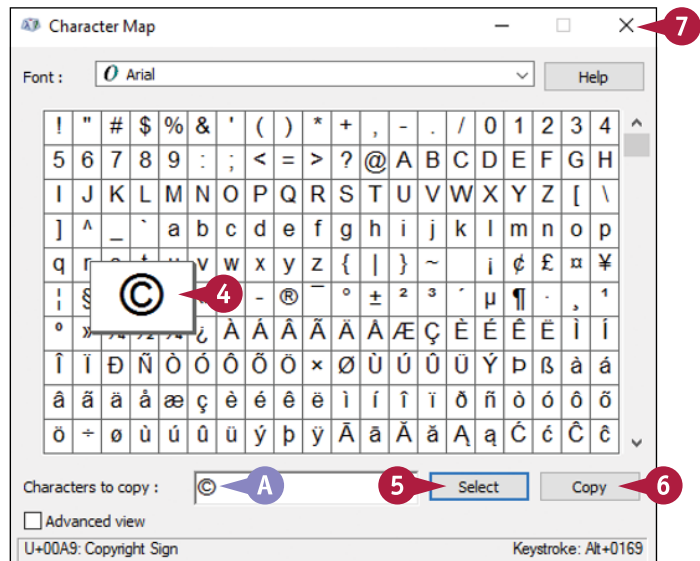 Character Map
7
Font :
O Arial
Help
! " # $ % & ' ( ) * + , - . / 0 1 2 3 4
5 6 7 8 9 : ; < = > ? @ A B C D E F G H
I J K L M N O P Q R S T U V W X Y Z [ \
] ^ _ ` a b c d e f g h i j k l m n o p
q r v w x y z { | } ~ ¡ ¢ £ ¤ ¥
¦ § © 4 - ® ¯ ° ± ² ³ ´ µ ¶ · ¸ ¹
º » ¿ À Á Â Ã Ä Å Æ Ç È É Ê Ë Ì Í
Î Ï Ð Ñ Ò Ó Ô Õ Ö × Ø Ù Ú Û Ü Ý Þ ß à á
â ã ä å æ ç è é ê ë ì í î ï ð ñ ò ó ô õ
ö ÷ ø ù ú û ü ý þ ÿ Ā ā Ă ă Ą ą Ć ć Ĉ ĉ
Characters to copy :
© A
5 Select
Copy 6
Advanced view
U+00A9: Copyright Sign
Keystroke: Alt+0169